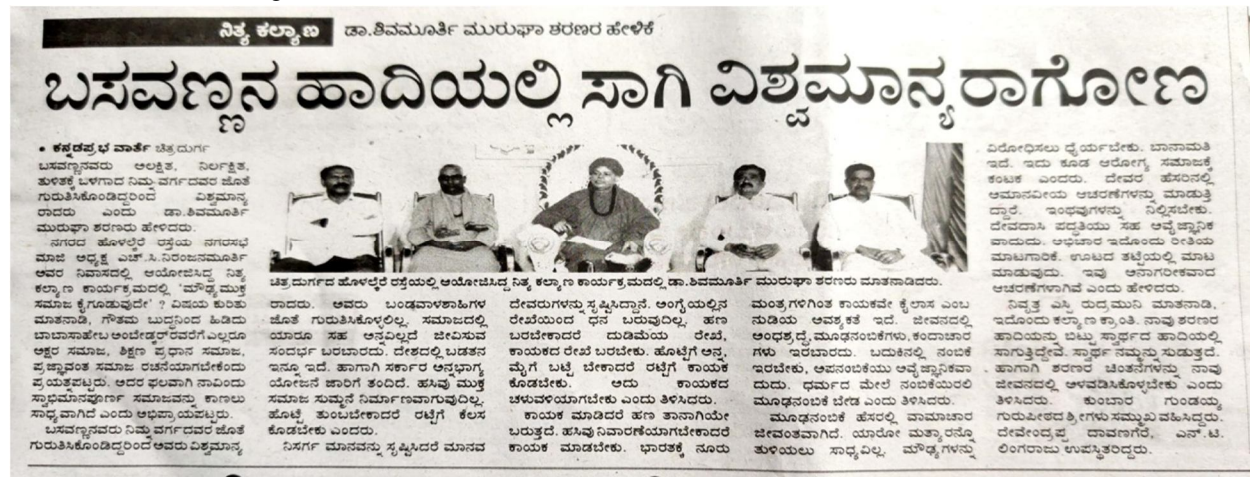 ನಿತ್ಯ ಕಲ್ಯಾಣ ಡಾ.ಶಿವಮೂರ್ತಿ ಮುರುಘಾ ಶರಣರ ಹೇಳಿಕೆ
ಬಸವಣ್ಣನ ಹಾದಿಯಲ್ಲಿ ಸಾಗಿ ವಿಶ್ವಮಾನ್ಯರಾಗೋಣ
• ಕನ್ನಡಪ್ರಭ ವಾರ್ತೆ ಚಿತ್ರದುರ್ಗ
ಬಸವಣ್ಣನವರು ಅಲಕ್ಷಿತ, ನಿರ್ಲಕ್ಷಿತ,
ತುಳಿತಕ್ಕೆ ಒಳಗಾದ ನಿಮ್ನ ವರ್ಗದವರ ಜೊತೆ
ಗುರುತಿಸಿಕೊಂಡಿದ್ದರಿಂದ ವಿಶ್ವಮಾನ್ಯ
ರಾದರು ಎಂದು ಡಾ.ಶಿವಮೂರ್ತಿ
ಮುರುಘಾ ಶರಣರು ಹೇಳಿದರು.
ನಗರದ ಹೊಳಲ್ಕೆರೆ ರಸ್ತೆಯ ನಗರಸಭೆ
ಮಾಜಿ ಅಧ್ಯಕ್ಷ ಎಚ್.ಸಿ.ನಿರಂಜನಮೂರ್ತಿ
ಅವರ ನಿವಾಸದಲ್ಲಿ ಆಯೋಜಿಸಿದ್ದ ನಿತ್ಯ
ಕಲ್ಯಾಣ ಕಾರ್ಯಕ್ರಮದಲ್ಲಿ 'ಮೌಢ್ಯಮುಕ್ತ
ಸಮಾಜ ಕೈಗೂಡುವುದೇ' ? ವಿಷಯ ಕುರಿತು
ಮಾತನಾಡಿ, ಗೌತಮ ಬುದ್ಧನಿಂದ ಹಿಡಿದು
ಬಾಬಾಸಾಹೇಬ ಅಂಬೇಡ್ಕರ್‌ರವರೆಗೆ ಎಲ್ಲರೂ
ಅಕ್ಷರ ಸಮಾಜ, ಶಿಕ್ಷಣ ಪ್ರಧಾನ ಸಮಾಜ,
ಪ್ರಜ್ಞಾವಂತ ಸಮಾಜ ರಚನೆಯಾಗಬೇಕೆಂದು
ಪ್ರಯತ್ನಪಟ್ಟರು. ಅದರ ಫಲವಾಗಿ ನಾವಿಂದು
ಸ್ವಾಭಿಮಾನಪೂರ್ಣ ಸಮಾಜವನ್ನು ಕಾಣಲು
ಸಾಧ್ಯವಾಗಿದೆ ಎಂದು ಅಭಿಪ್ರಾಯಪಟ್ಟರು.
ಬಸವಣ್ಣನವರು ನಿಮ್ನ ವರ್ಗದವರ ಜೊತೆ
ಗುರುತಿಸಿಕೊಂಡಿದ್ದರಿಂದ ಅವರು ವಿಶ್ವಮಾನ್ಯ
ಚಿತ್ರದುರ್ಗದ ಹೊಳಲ್ಕೆರೆ ರಸ್ತೆಯಲ್ಲಿ ಆಯೋಜಿಸಿದ್ದ ನಿತ್ಯ ಕಲ್ಯಾಣ ಕಾರ್ಯಕ್ರಮದಲ್ಲಿ ಡಾ.ಶಿವಮೂರ್ತಿ ಮುರುಘಾ ಶರಣರು ಮಾತನಾಡಿದರು.
ರಾದರು. ಅವರು ಬಂಡವಾಳಶಾಹಿಗಳ
ಜೊತೆ ಗುರುತಿಸಿಕೊಳ್ಳಲಿಲ್ಲ. ಸಮಾಜದಲ್ಲಿ
ಯಾರೂ ಸಹ ಅನ್ನವಿಲ್ಲದೆ ಜೀವಿಸುವ
ಸಂದರ್ಭ ಬರಬಾರದು. ದೇಶದಲ್ಲಿ ಬಡತನ
ಇನ್ನೂ ಇದೆ. ಹಾಗಾಗಿ ಸರ್ಕಾರ ಅನ್ನಭಾಗ್ಯ
ಯೋಜನೆ ಜಾರಿಗೆ ತಂದಿದೆ. ಹಸಿವು ಮುಕ್ತ
ಸಮಾಜ ಸುಮ್ಮನೆ ನಿರ್ಮಾಣವಾಗುವುದಿಲ್ಲ.
ಹೊಟ್ಟೆ ತುಂಬಬೇಕಾದರೆ ರಟ್ಟೆಗೆ ಕೆಲಸ
ಕೊಡಬೇಕು ಎಂದರು.
ನಿಸರ್ಗ ಮಾನವನ್ನು ಸೃಷ್ಟಿಸಿದರೆ ಮಾನವ
ದೇವರುಗಳನ್ನು ಸೃಷ್ಟಿಸಿದ್ದಾನೆ. ಅಂಗೈಯಲ್ಲಿನ
ರೇಖೆಯಿಂದ ಧನ ಬರುವುದಿಲ್ಲ. ಹಣ
ಬರಬೇಕಾದರೆ ದುಡಿಮೆಯ ರೇಖೆ,
ಕಾಯಕದ ರೇಖೆ ಬರಬೇಕು. ಹೊಟ್ಟೆಗೆ ಅನ್ನ,
ಮೈಗೆ ಬಟ್ಟೆ ಬೇಕಾದರೆ ರಟ್ಟೆಗೆ ಕಾಯಕ
ಕೊಡಬೇಕು. ಅದು ಕಾಯಕದ
ಚಳುವಳಿಯಾಗಬೇಕು ಎಂದು ತಿಳಿಸಿದರು.
ಕಾಯಕ ಮಾಡಿದರೆ ಹಣ ತಾನಾಗಿಯೇ
ಬರುತ್ತದೆ. ಹಸಿವು ನಿವಾರಣೆಯಾಗಬೇಕಾದರೆ
ಕಾಯಕ ಮಾಡಬೇಕು. ಭಾರತಕ್ಕೆ ನೂರು
ಮಂತ್ರಗಳಿಗಿಂತ ಕಾಯಕವೇ ಕೈಲಾಸ ಎಂಬ
ನುಡಿಯ ಅವಶ್ಯಕತೆ ಇದೆ. ಜೀವನದಲ್ಲಿ
ಅಂಧಶ್ರದ್ಧೆ, ಮೂಢನಂಬಿಕೆಗಳು, ಕಂದಾಚಾರ
ಗಳು ಇರಬಾರದು. ಬದುಕಿನಲ್ಲಿ ನಂಬಿಕೆ
ಇರಬೇಕು, ಅಪನಂಬಿಕೆಯು ಅವೈಜ್ಞಾನಿಕವಾ
ದುದು. ಧರ್ಮದ ಮೇಲೆ ನಂಬಿಕೆಯಿರಲಿ
ಮೂಢನಂಬಿಕೆ ಬೇಡ ಎಂದು ತಿಳಿಸಿದರು.
ಮೂಢನಂಬಿಕೆ ಹೆಸರಲ್ಲಿ ವಾಮಾಚಾರ
ಜೀವಂತವಾಗಿದೆ. ಯಾರೋ ಮತ್ಯಾರನ್ನೊ
ತುಳಿಯಲು ಸಾಧ್ಯವಿಲ್ಲ. ಮೌಢ್ಯಗಳನ್ನು
ವಿರೋಧಿಸಲು ಧೈರ್ಯಬೇಕು. ಬಾನಾಮತಿ
ಇದೆ. ಇದು ಕೂಡ ಆರೋಗ್ಯ ಸಮಾಜಕ್ಕೆ
ಕಂಟಕ ಎಂದರು. ದೇವರ ಹೆಸರಿನಲ್ಲಿ
ಅಮಾನವೀಯ ಆಚರಣೆಗಳನ್ನು ಮಾಡುತ್ತಿ
ದ್ದಾರೆ. ಇಂಥವುಗಳನ್ನು ನಿಲ್ಲಿಸಬೇಕು.
ದೇವದಾಸಿ ಪದ್ಧತಿಯು ಸಹ ಅವೈಜ್ಞಾನಿಕ
ವಾದುದು. ಅಭಿಚಾರ ಇದೊಂದು ರೀತಿಯ
ಮಾಟಗಾರಿಕೆ. ಊಟದ ತಟ್ಟೆಯಲ್ಲಿ ಮಾಟ
ಮಾಡುವುದು. ಇವು ಅನಾಗರೀಕವಾದ
ಆಚರಣೆಗಳಾಗಿವೆ ಎಂದು ಹೇಳಿದರು.
ನಿವೃತ್ತ ಎಸ್ಪಿ ರುದ್ರಮುನಿ ಮಾತನಾಡಿ,
ಇದೊಂದು ಕಲ್ಯಾಣ ಕ್ರಾಂತಿ. ನಾವು ಶರಣರ
ಹಾದಿಯನ್ನು ಬಿಟ್ಟು ಸ್ವಾರ್ಥದ ಹಾದಿಯಲ್ಲಿ
ಸಾಗುತ್ತಿದ್ದೇವೆ. ಸ್ವಾರ್ಥ ನಮ್ಮನ್ನು ಸುಡುತ್ತದೆ.
ಹಾಗಾಗಿ ಶರಣರ ಚಿಂತನೆಗಳನ್ನು ನಾವು
ಜೀವನದಲ್ಲಿ ಅಳವಡಿಸಿಕೊಳ್ಳಬೇಕು ಎಂದು
ತಿಳಿಸಿದರು. ಕುಂಬಾರ ಗುಂಡಯ್ಯ
ಗುರುಪೀಠದ ಶ್ರೀಗಳು ಸಮ್ಮುಖ ವಹಿಸಿದ್ದರು.
ದೇವೇಂದ್ರಪ್ಪ ದಾವಣಗೆರೆ, ಎನ್.ಟಿ.
ಲಿಂಗರಾಜು ಉಪಸ್ಥಿತರಿದ್ದರು.